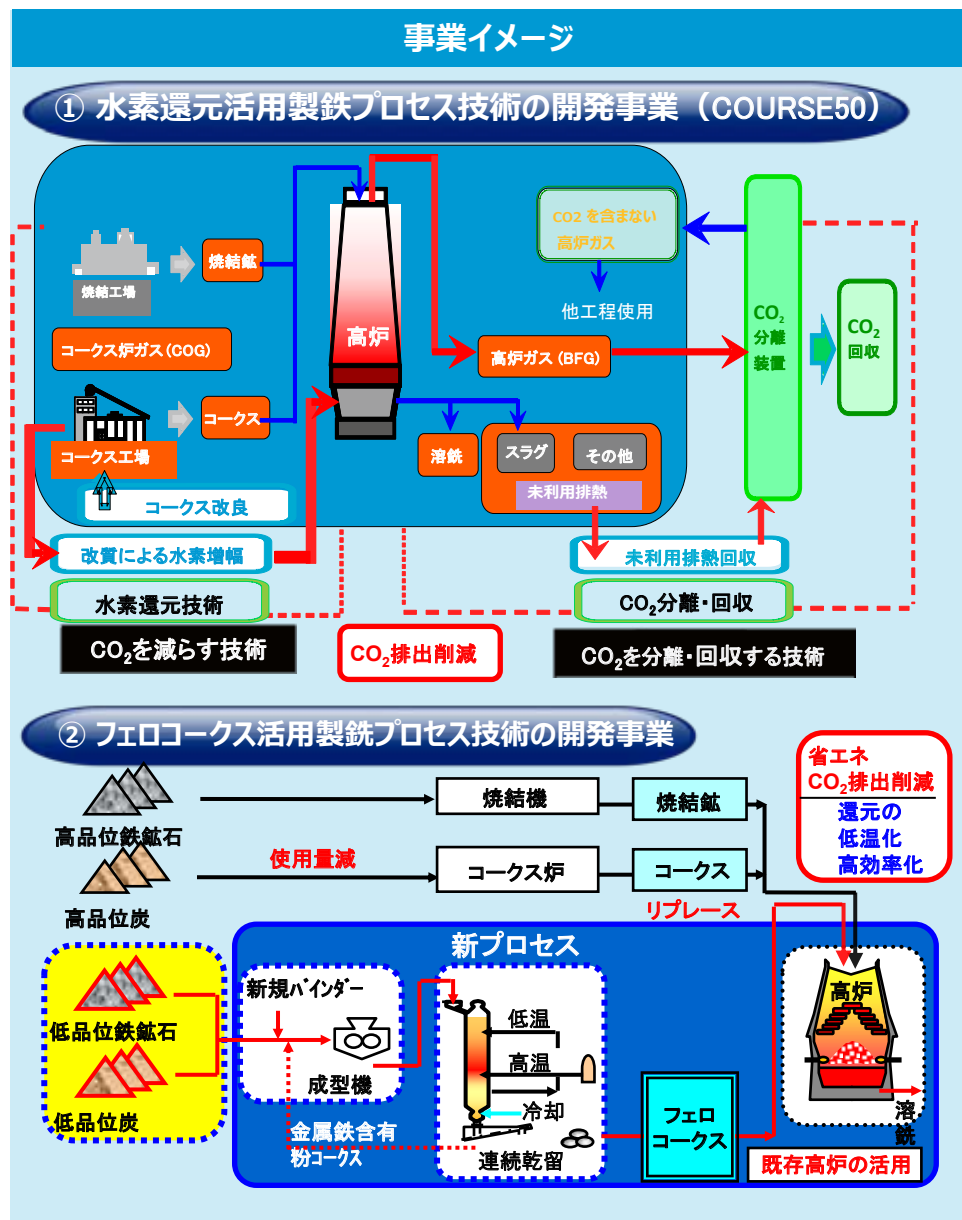 事業イメージ
① 水素還元活用製鉄プロセス技術の開発事業（COURSE50）
焼結工場
焼結鉱
コークス炉ガス(COG)
コークス工場
コークス
コークス改良
高炉
CO2 を含まない
高炉ガス
他工程使用
高炉ガス(BFG)
溶銑
スラグ
その他
未利用排熱
CO₂
分離
装置
CO₂
回収
改質による水素増幅
未利用排熱回収
水素還元技術
CO₂分離・回収
CO₂を減らす技術
CO₂排出削減
CO₂を分離・回収する技術
② フェロコークス活用製銑プロセス技術の開発事業
高品位鉄鉱石
焼結機
焼結鉱
省エネ
CO₂排出削減
還元の
低温化
高効率化
高品位炭
使用量減
コークス炉
コークス
リプレース
新プロセス
低品位鉄鉱石
低品位炭
新規バインダー
成型機
金属鉄含有
粉コークス
低温
高温
冷却
連続乾留
フェロ
コークス
高炉
溶
銑
既存高炉の活用